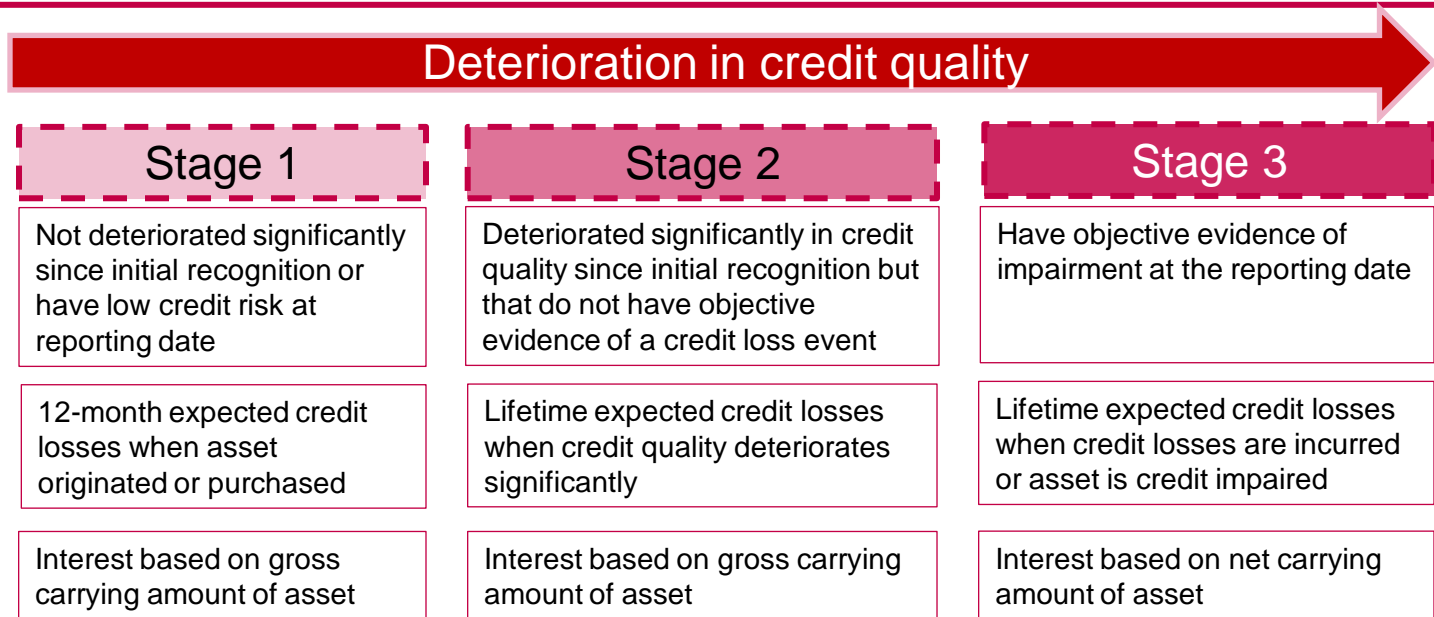 Deterioration in credit quality
Stage 1
Stage 2
Stage 3
Not deteriorated significantly
since initial recognition or
have low credit risk at
reporting date
Deteriorated significantly in credit
quality since initial recognition but
that do not have objective
evidence of a credit loss event
Have objective evidence of
impairment at the reporting date
12-month expected credit
losses when asset
originated or purchased
Lifetime expected credit losses
when credit quality deteriorates
significantly
Lifetime expected credit losses
when credit losses are incurred
or asset is credit impaired
Interest based on gross
carrying amount of asset
Interest based on gross carrying
amount of asset
Interest based on net carrying
amount of asset